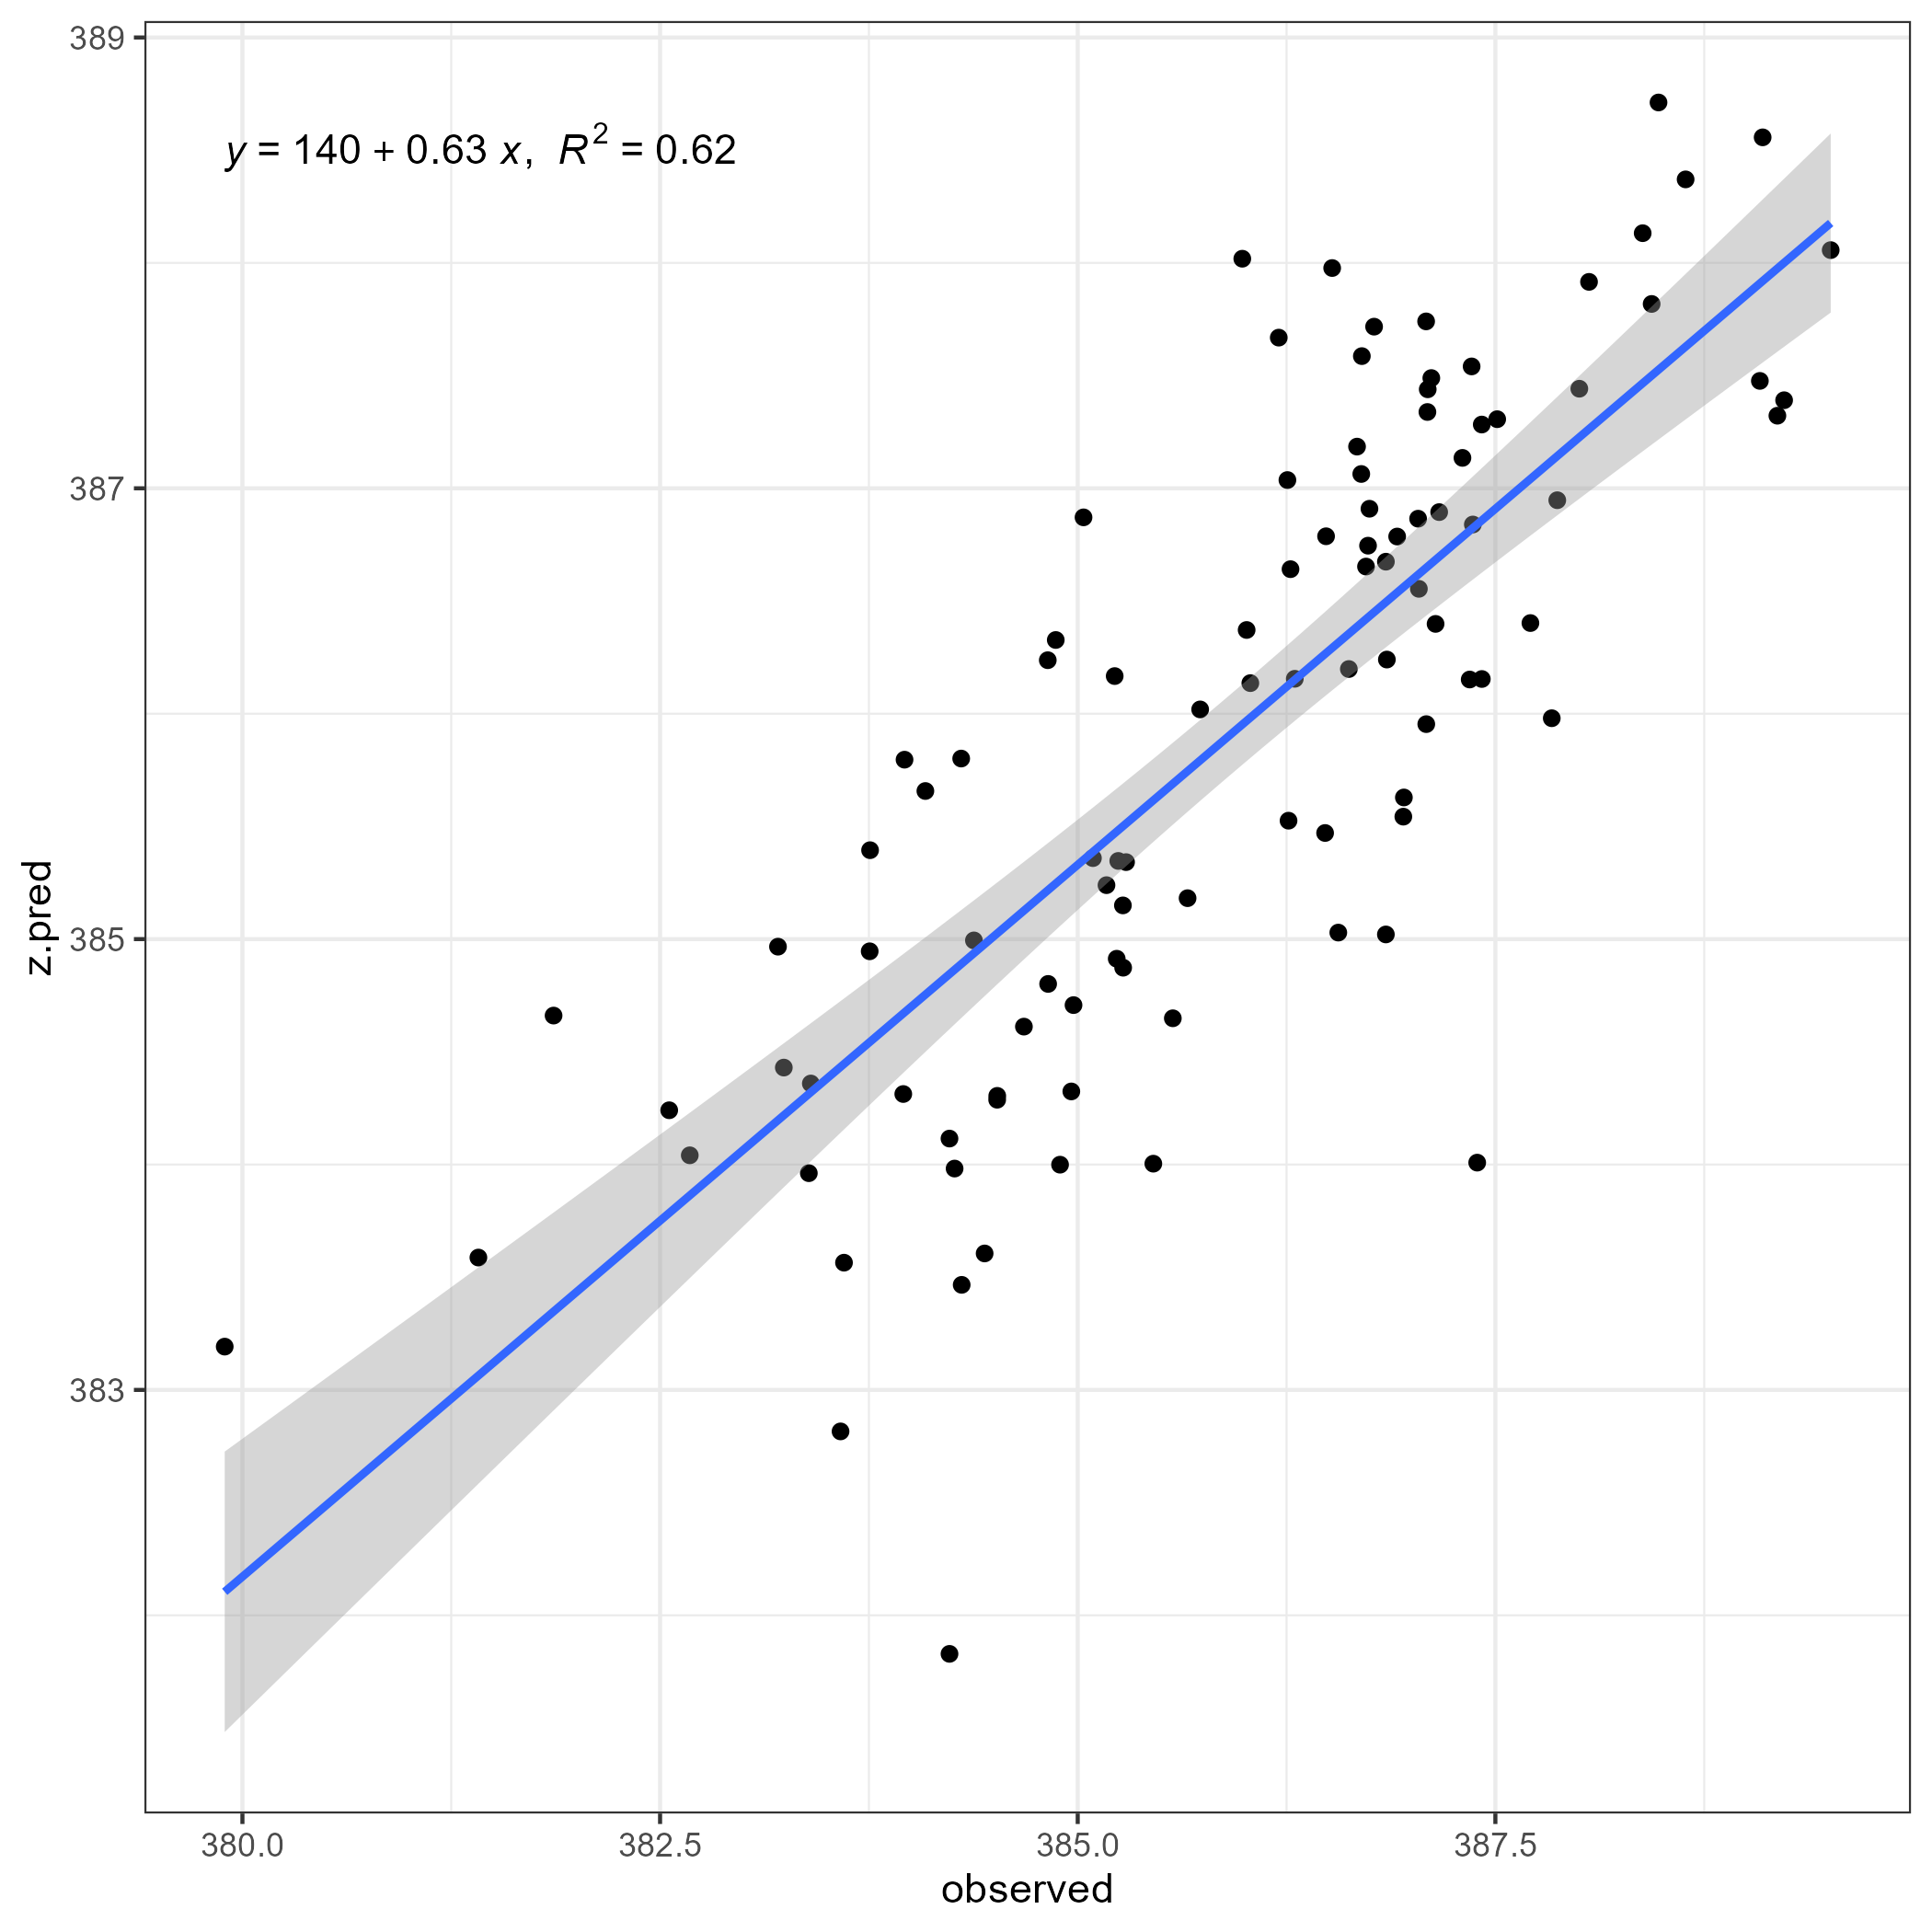 389
y = 140 + 0.63 x, R² = 0.62
387
z.pred
385
383
380.0 382.5 385.0 387.5
observed